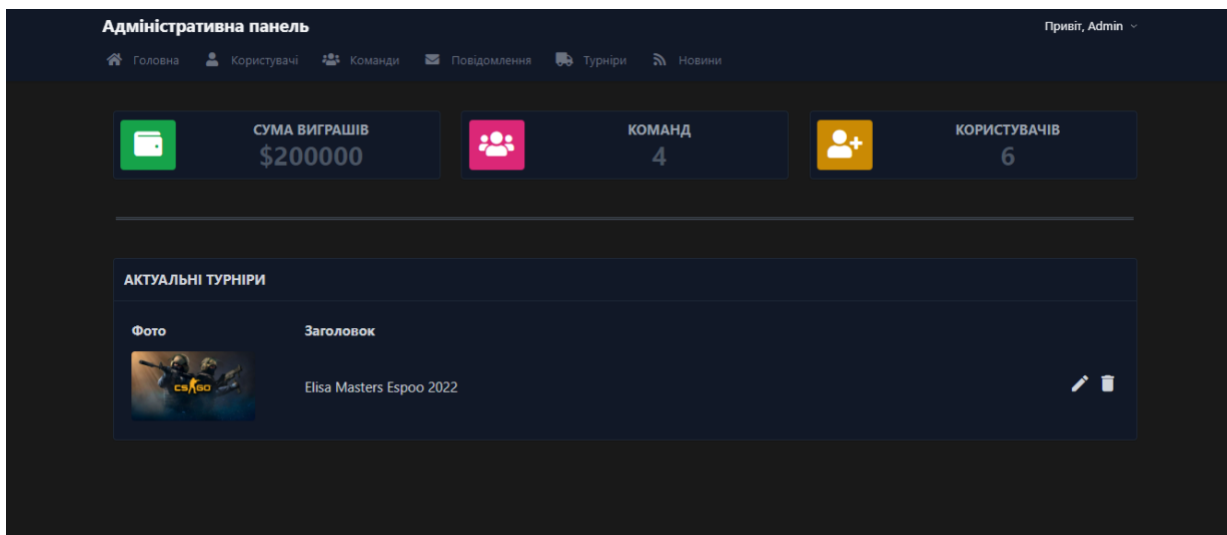 Адміністративна панель
Привіт, Admin
Головна Користувачі Команди Повідомлення Турніри Новини
СУМА ВИГРАШІВ
$200000
КОМАНД
4
КОРИСТУВАЧІВ
6
АКТУАЛЬНІ ТУРНІРИ
Фото Заголовок
CS GO
Elisa Masters Espoo 2022